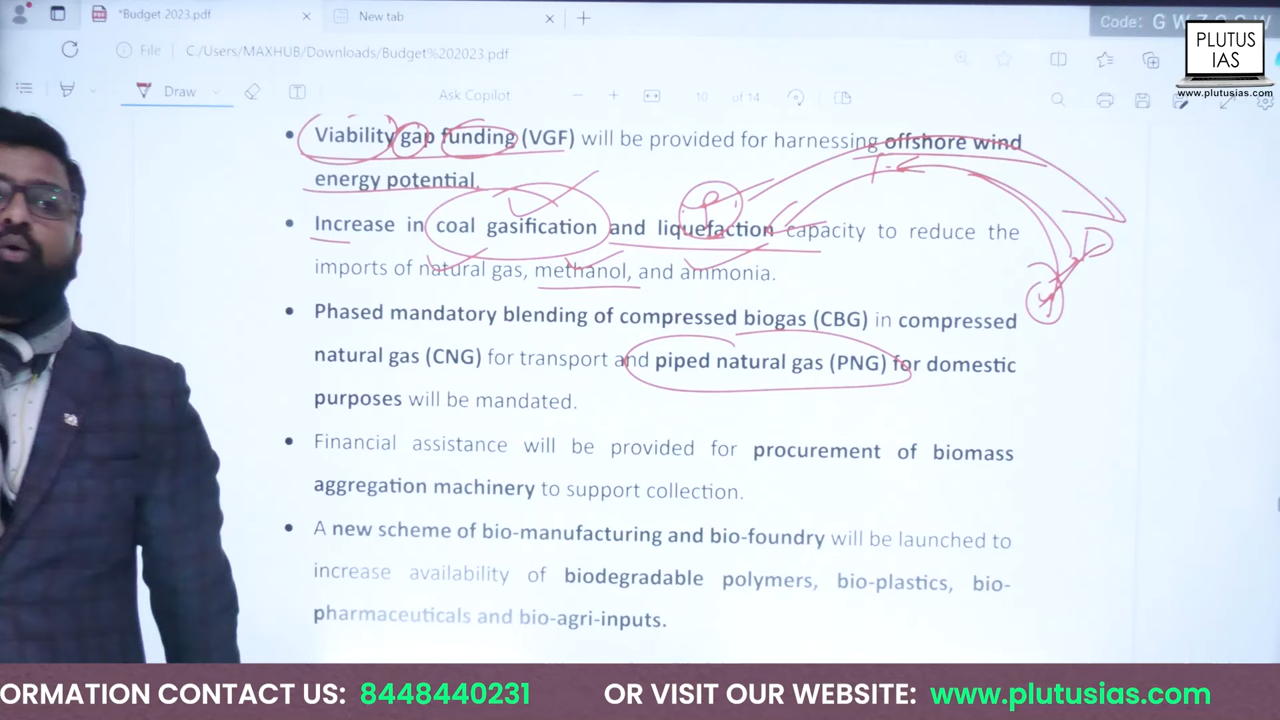 *Budget 2023.pdf
New tab
Code: G W
PLUTUS
IAS
www.plutusias.com
File
C:/Users/MAXHUB/Downloads/Budget%202023.pdf
Draw
Ask Copilot
10
of 14
• Viability gap funding (VGF) will be provided for harnessing offshore wind
energy potential.
• Increase in coal gasification and liquefaction capacity to reduce the
imports of natural gas, methanol, and ammonia.
• Phased mandatory blending of compressed biogas (CBG) in compressed
natural gas (CNG) for transport and piped natural gas (PNG) for domestic
purposes will be mandated.
• Financial assistance will be provided for procurement of biomass
aggregation machinery to support collection.
• A new scheme of bio-manufacturing and bio-foundry will be launched to
increase availability of biodegradable polymers, bio-plastics, bio-
pharmaceuticals and bio-agri-inputs.
ORMATION CONTACT US: 8448440231 OR VISIT OUR WEBSITE: www.plutusias.com